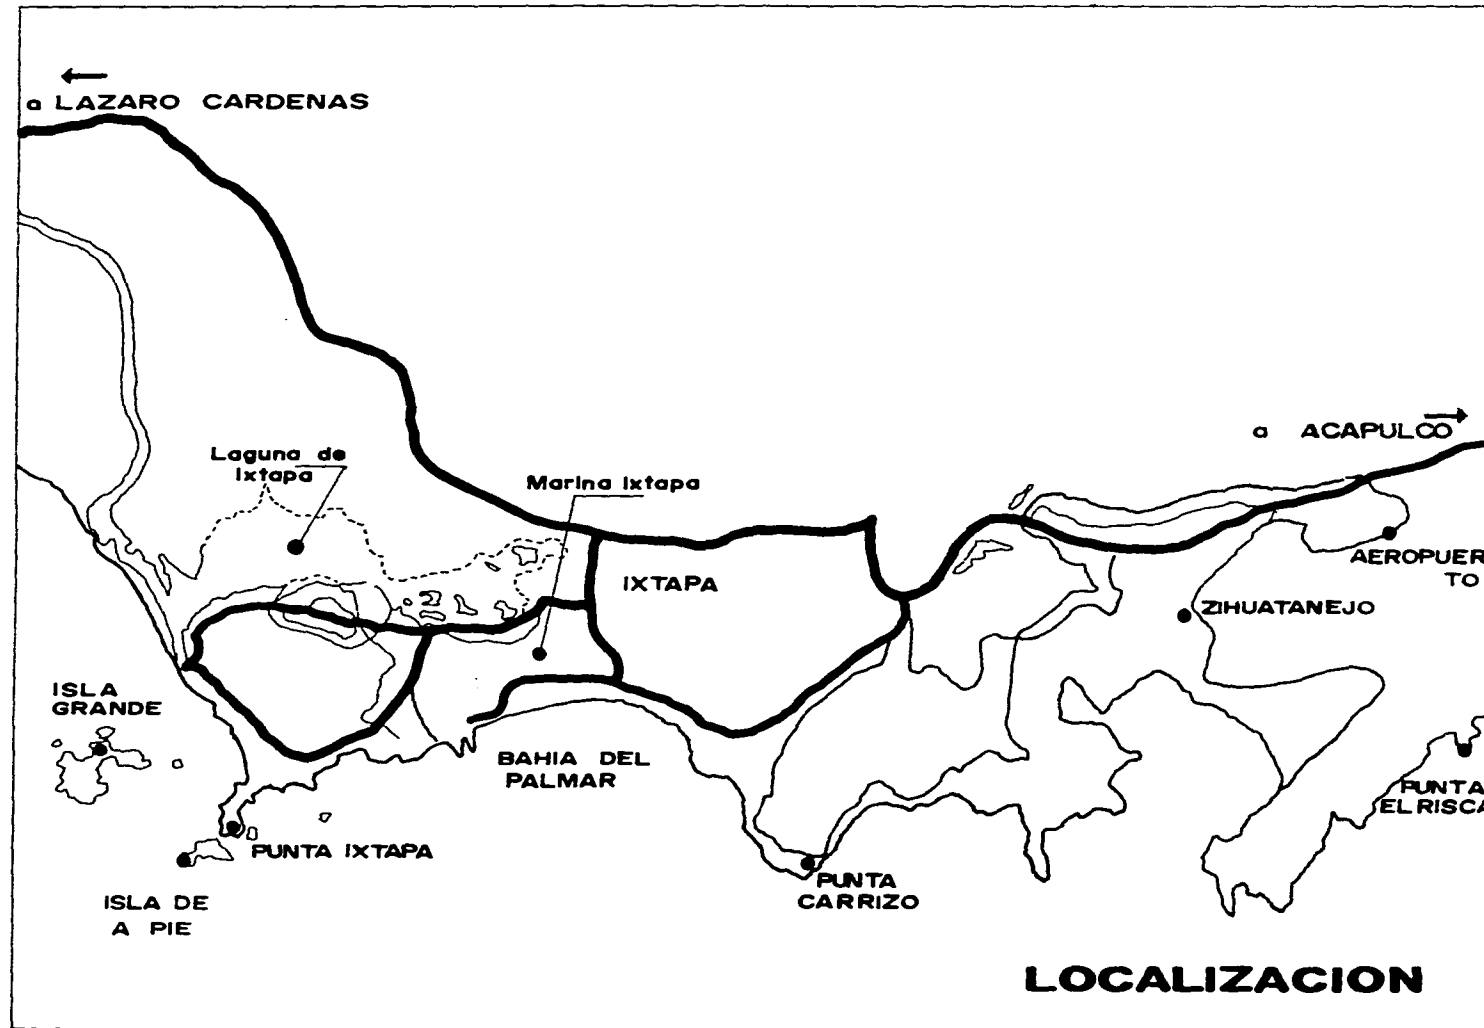 a LAZARO CARDENAS
a ACAPULCO
Laguna de
Ixtapa
Marina Ixtapa
IXTAPA
AEROPUER
TO
ZIHUATANEJO
ISLA
GRANDE
BAHIA DEL
PALMAR
PUNTA
EL RISCA
PUNTA IXTAPA
PUNTA
CARRIZO
ISLA DE
A PIE
LOCALIZACION